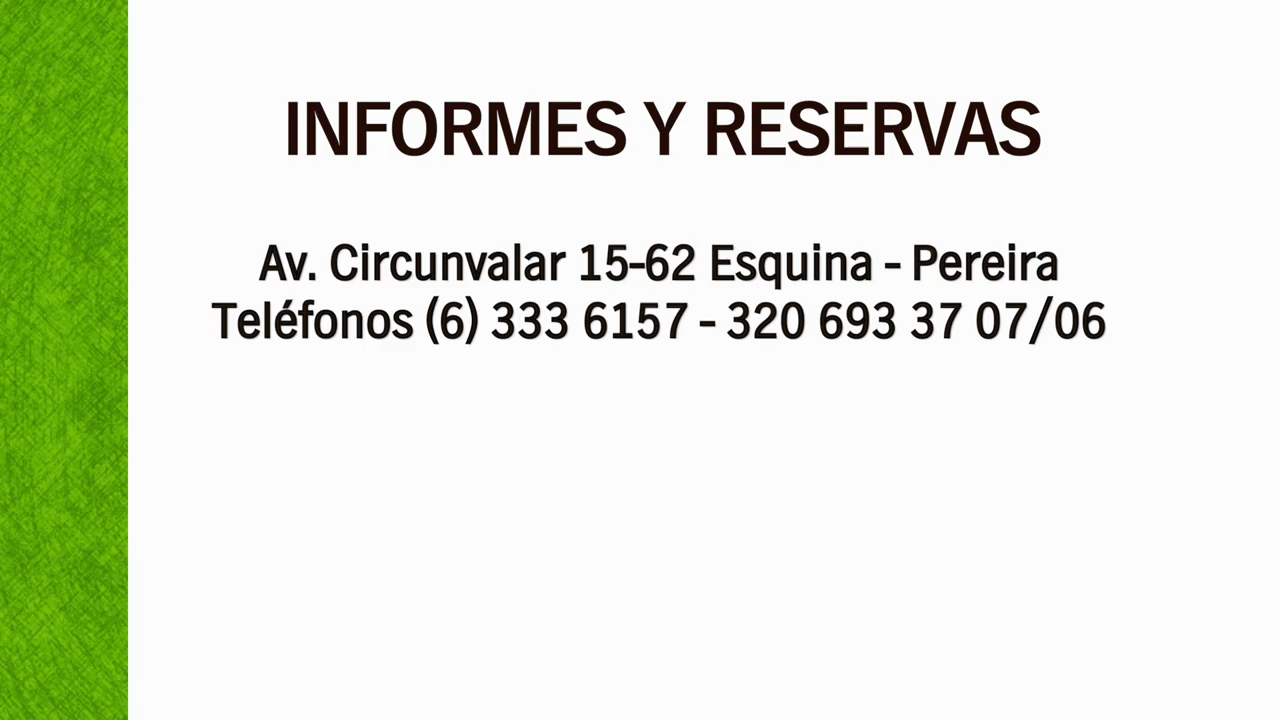 INFORMES Y RESERVAS
Av. Circunvalar 15-62 Esquina - Pereira
Teléfonos (6) 333 6157 - 320 693 37 07/06